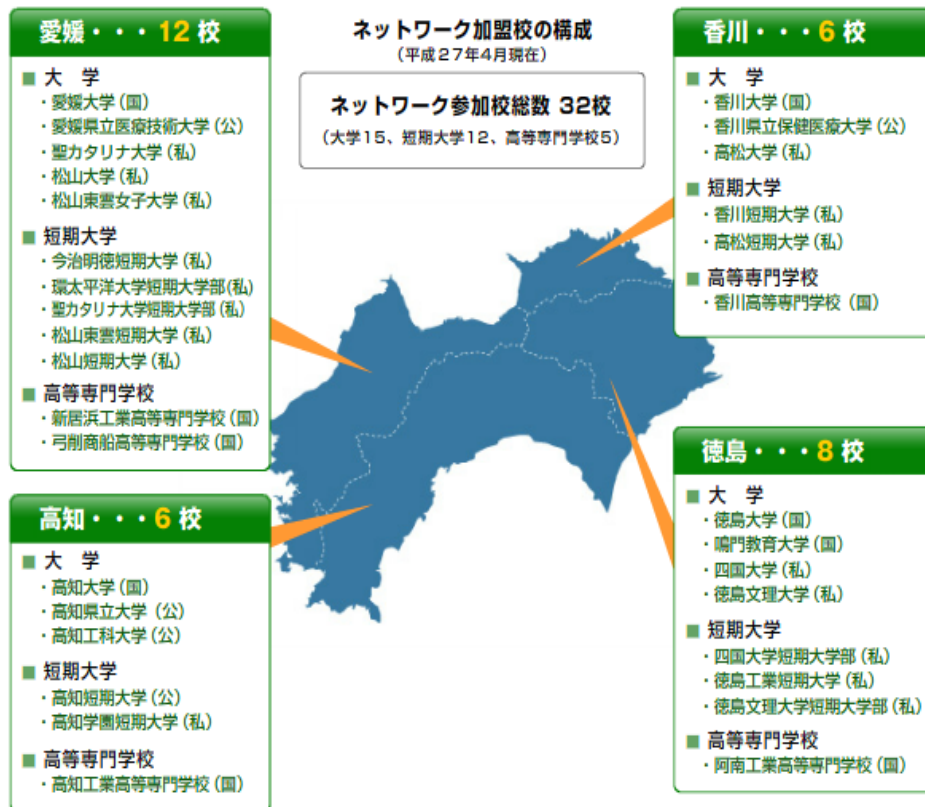 愛媛・・・12校
■ 大　学
・愛媛大学(国)
・愛媛県立医療技術大学(公)
・聖カタリナ大学(私)
・松山大学(私)
・松山東雲女子大学(私)
■ 短期大学
・今治明徳短期大学(私)
・環太平洋大学短期大学部(私)
・聖カタリナ大学短期大学部(私)
・松山東雲短期大学(私)
・松山短期大学(私)
■ 高等専門学校
・新居浜工業高等専門学校(国)
・弓削商船高等専門学校(国)
ネットワーク加盟校の構成
(平成27年4月現在)
ネットワーク参加校総数 32校
(大学15、短期大学12、高等専門学校5)
香川・・・6校
■ 大　学
・香川大学(国)
・香川県立保健医療大学(公)
・高松大学(私)
■ 短期大学
・香川短期大学(私)
・高松短期大学(私)
■ 高等専門学校
・香川高等専門学校(国)
高知・・・6校
■ 大　学
・高知大学(国)
・高知県立大学(公)
・高知工科大学(公)
■ 短期大学
・高知短期大学(公)
・高知学園短期大学(私)
■ 高等専門学校
・高知工業高等専門学校(国)
徳島・・・8校
■ 大　学
・徳島大学(国)
・鳴門教育大学(国)
・四国大学(私)
・徳島文理大学(私)
■ 短期大学
・四国大学短期大学部(私)
・徳島工業短期大学(私)
・徳島文理大学短期大学部(私)
■ 高等専門学校
・阿南工業高等専門学校(国)